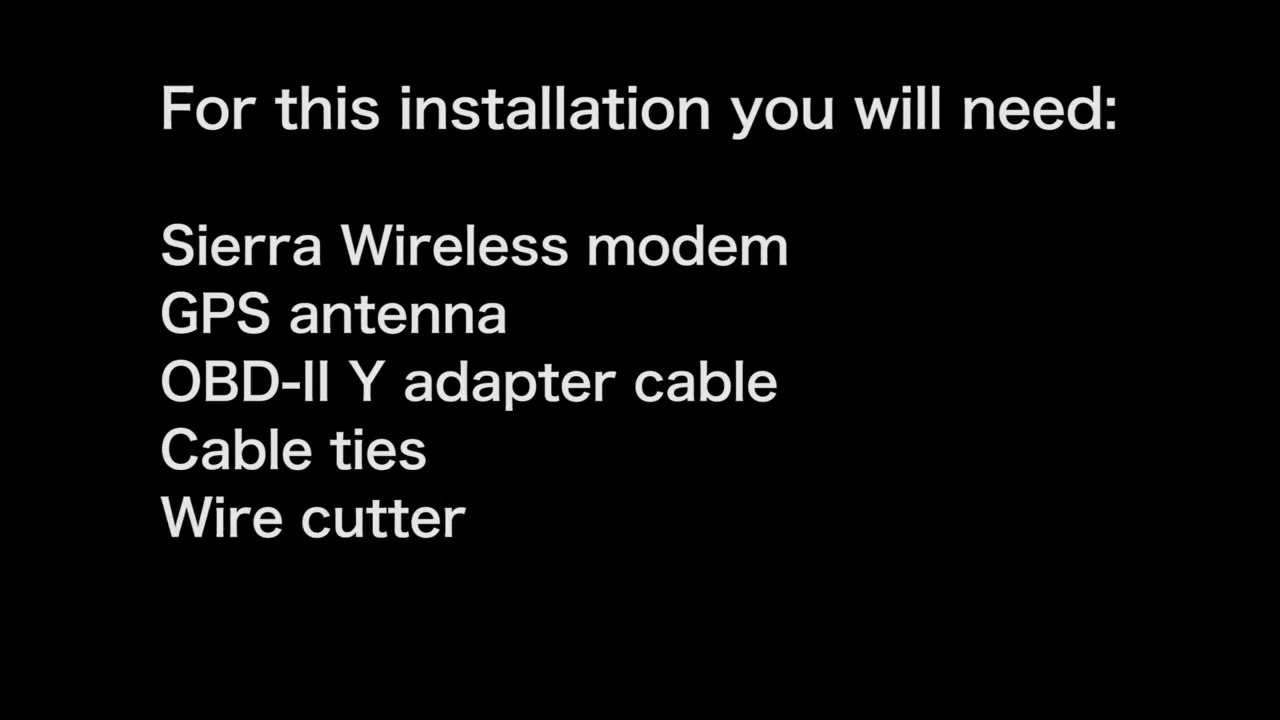 For this installation you will need:
Sierra Wireless modem
GPS antenna
OBD-II Y adapter cable
Cable ties
Wire cutter